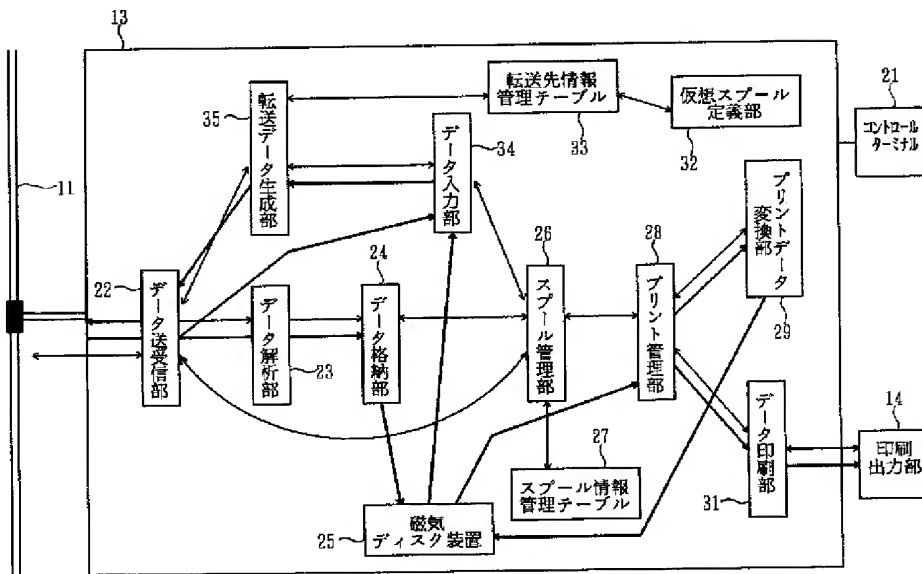 13
転送先情報
管理テーブル
33
仮想スプール
定義部
32
21
コントロール
ターミナル
35
転送データ生成部
データ入力部
34
11
プリントデータ
変換部
29
22
データ送受信部
データ解析部
23
24
データ格納部
26
スプール管理部
28
プリント管理部
27
スプール情報
管理テーブル
データ印刷部
31
14
印刷
出力部
25
磁気
ディスク装置